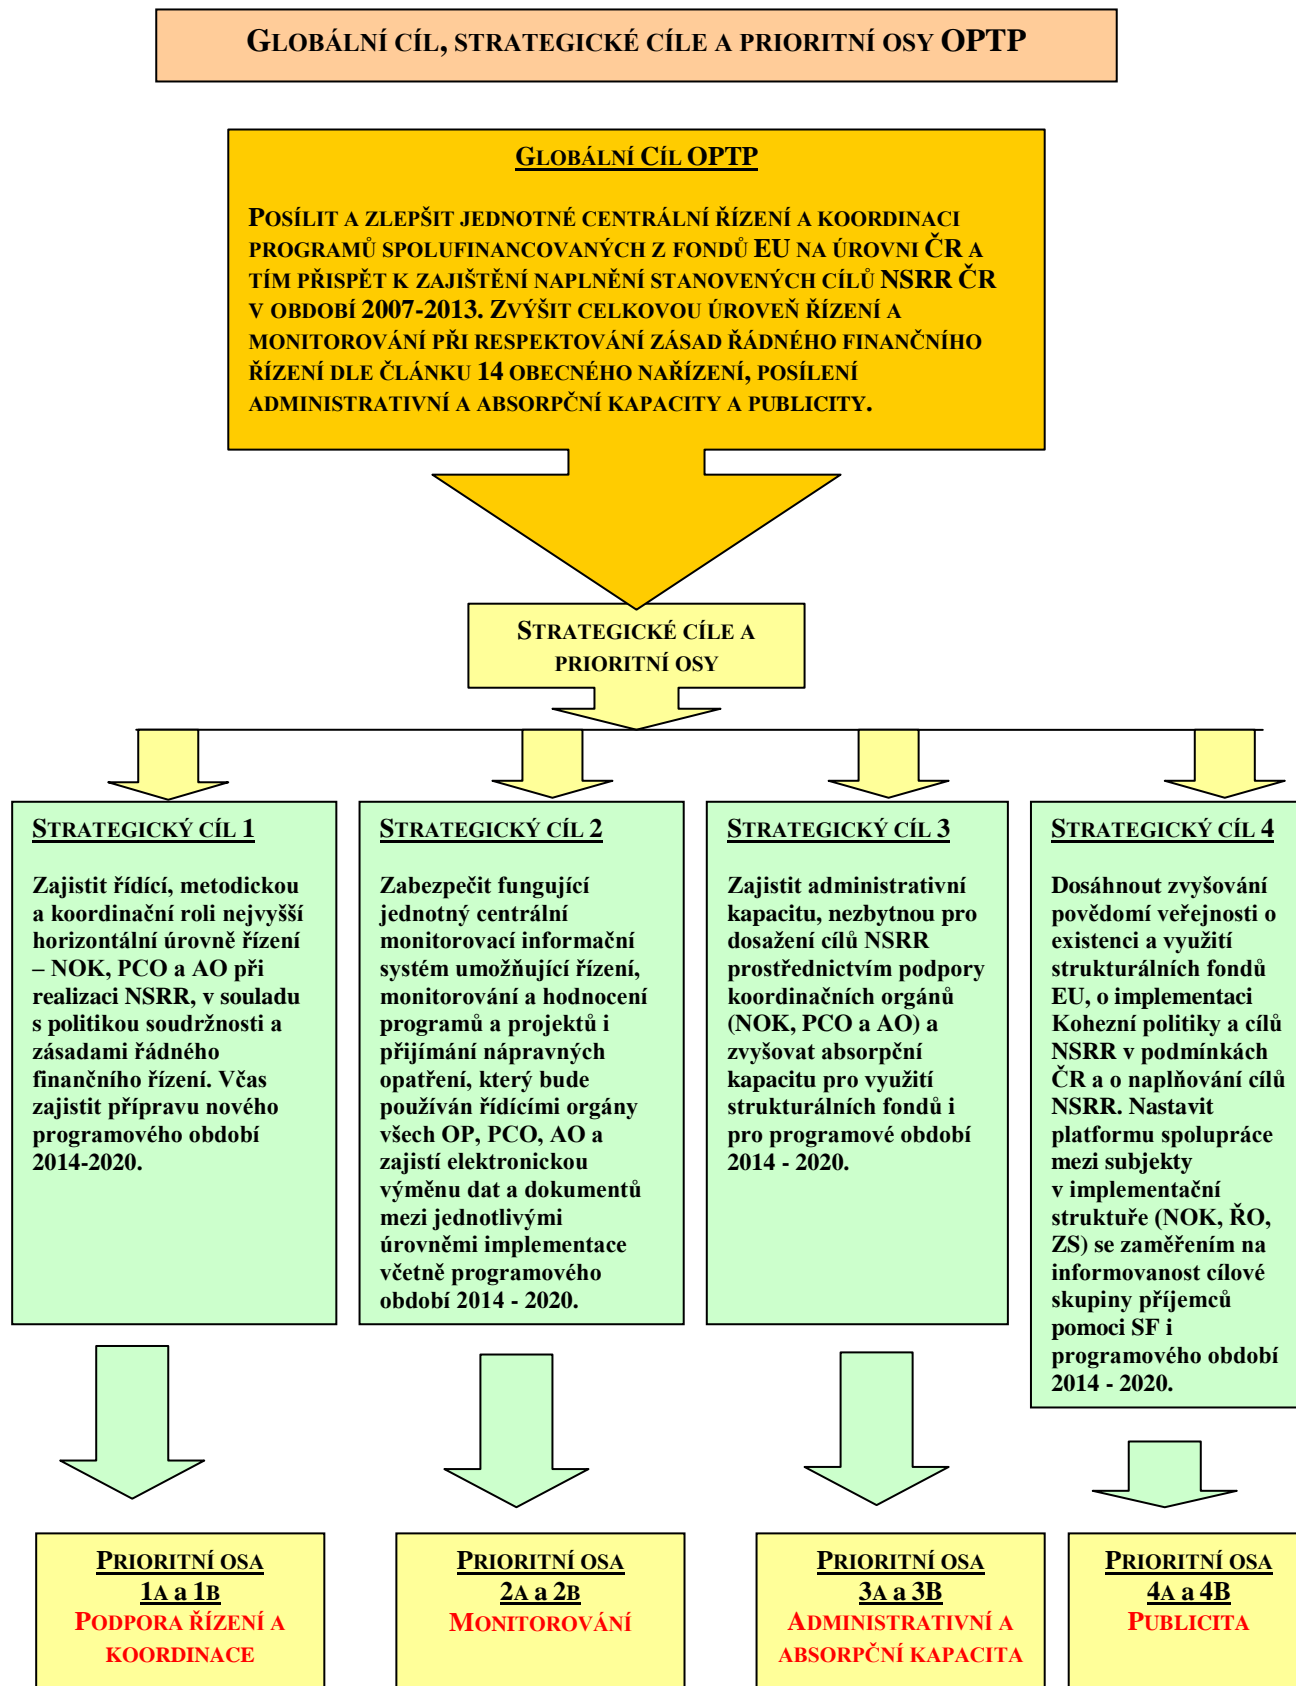 GLOBÁLNÍ CÍL, STRATEGICKÉ CÍLE A PRIORITNÍ OSY OPTP
GLOBÁLNÍ CÍL OPTP
POSÍLIT A ZLEPŠIT JEDNOTNÉ CENTRÁLNÍ ŘÍZENÍ A KOORDINACI
PROGRAMŮ SPOLUFINANCOVANÝCH Z FONDŮ EU NA ÚROVNI ČR A
TÍM PŘISPĚT K ZAJIŠTĚNÍ NAPLNĚNÍ STANOVENÝCH CÍLŮ NSRR ČR
V OBDOBÍ 2007-2013. ZVÝŠIT CELKOVOU ÚROVEŇ ŘÍZENÍ A
MONITOROVÁNÍ PŘI RESPEKTOVÁNÍ ZÁSAD ŘÁDNÉHO FINANČNÍHO
ŘÍZENÍ DLE ČLÁNKU 14 OBECNÉHO NAŘÍZENÍ, POSÍLENÍ
ADMINISTRATIVNÍ A ABSORPČNÍ KAPACITY A PUBLICITY.
STRATEGICKÉ CÍLE A
PRIORITNÍ OSY
STRATEGICKÝ CÍL 1
Zajistit řídící, metodickou
a koordinační roli nejvyšší
horizontální úrovně řízení
– NOK, PCO a AO při
realizaci NSRR, v souladu
s politikou soudržnosti a
zásadami řádného
finančního řízení. Včas
zajistit přípravu nového
programového období
2014-2020.
STRATEGICKÝ CÍL 2
Zabezpečit fungující
jednotný centrální
monitorovací informační
systém umožňující řízení,
monitorování a hodnocení
programů a projektů i
přijímání nápravných
opatření, který bude
používán řídícími orgány
všech OP, PCO, AO a
zajistí elektronickou
výměnu dat a dokumentů
mezi jednotlivými
úrovněmi implementace
včetně programového
období 2014 - 2020.
STRATEGICKÝ CÍL 3
Zajistit administrativní
kapacitu, nezbytnou pro
dosažení cílů NSRR
prostřednictvím podpory
koordinačních orgánů
(NOK, PCO a AO) a
zvyšovat absorpční
kapacitu pro využití
strukturálních fondů i
pro programové období
2014 - 2020.
STRATEGICKÝ CÍL 4
Dosáhnout zvyšování
povědomí veřejnosti o
existenci a využití
strukturálních fondů
EU, o implementaci
Kohezní politiky a cílů
NSRR v podmínkách
ČR a o naplňování cílů
NSRR. Nastavit
platformu spolupráce
mezi subjekty
v implementační
struktuře (NOK, ŘO,
ZS) se zaměřením na
informovanost cílové
skupiny příjemců
pomoci SF i
programového období
2014 - 2020.
PRIORITNÍ OSA
1A a 1B
PODPORA ŘÍZENÍ A
KOORDINACE
PRIORITNÍ OSA
2A a 2B
MONITOROVÁNÍ
PRIORITNÍ OSA
3A a 3B
ADMINISTRATIVNÍ A
ABSORPČNÍ KAPACITA
PRIORITNÍ OSA
4A a 4B
PUBLICITA